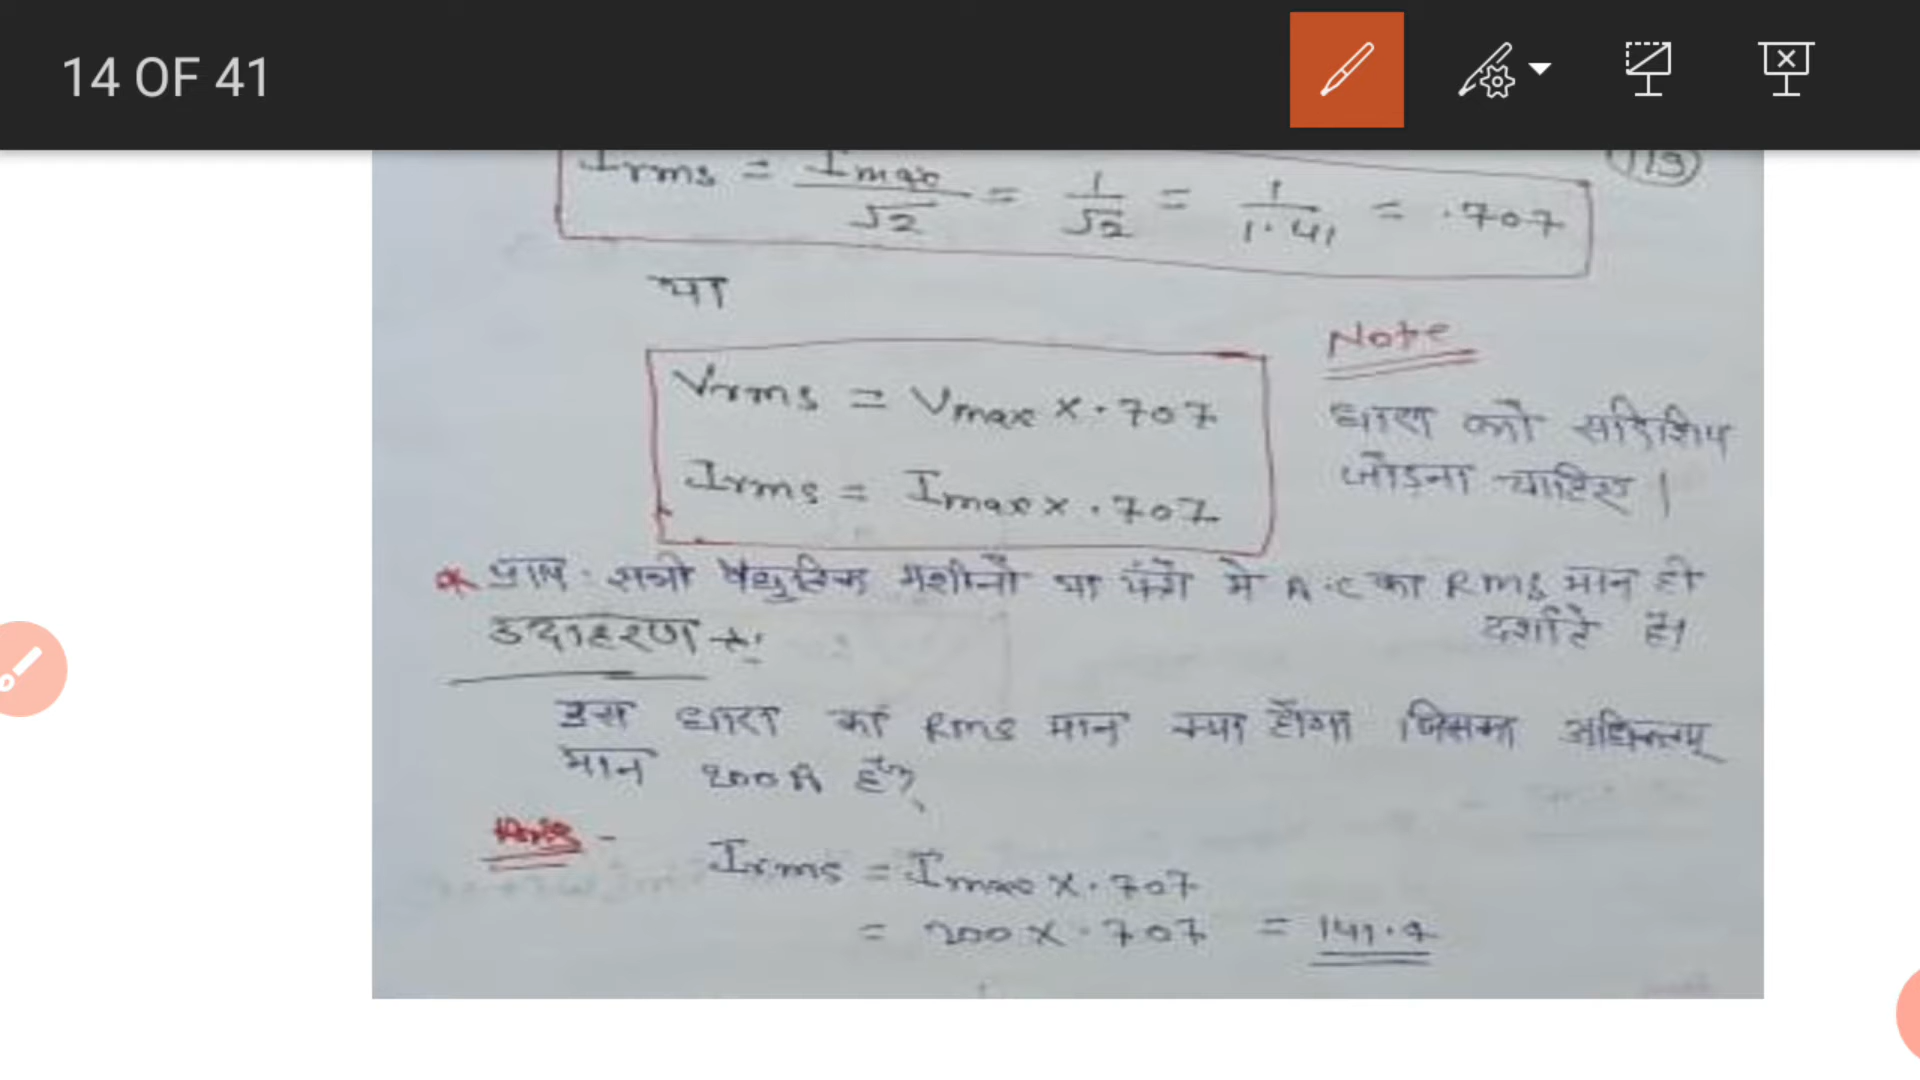 14 OF 41
Irms = Imax/√2 = 1/√2 = 1/1.41 = .707
113
या
Note
Vrms = Vmax x .707
Irms = Imax x .707
धारा को सदिशिय
जोड़ना चाहिए।
* प्राय: सभी वैधुतिक मशीनों या यंत्रो मे A.C का Rms मान ही
दर्शाते है।
उदाहरण →:
उस धारा का Rms मान क्या होगा जिसका अधिकतम्
मान 200A है?
Irms = Imax x .707
= 200 x .707 = 141.4